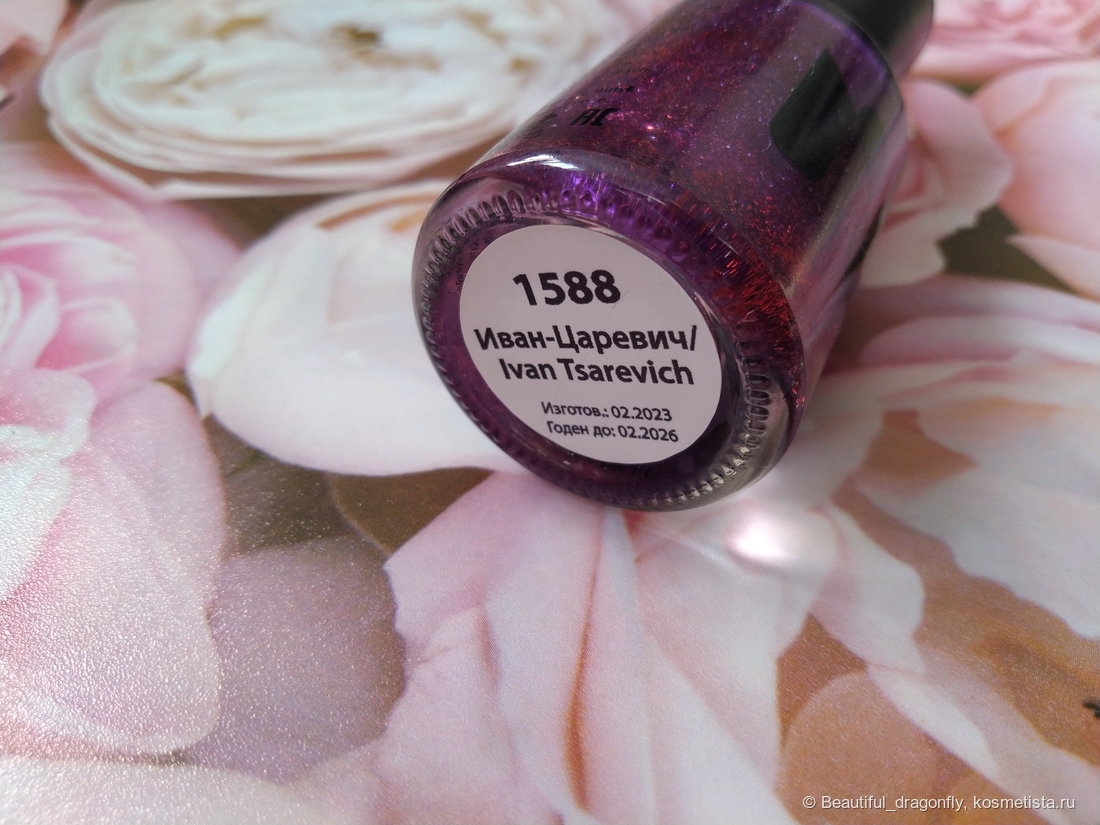 1588
Иван-Царевич/
Ivan Tsarevich
Изготов.: 02.2023
Годен до: 02.2026
© Beautiful_dragonfly, kosmetista.ru